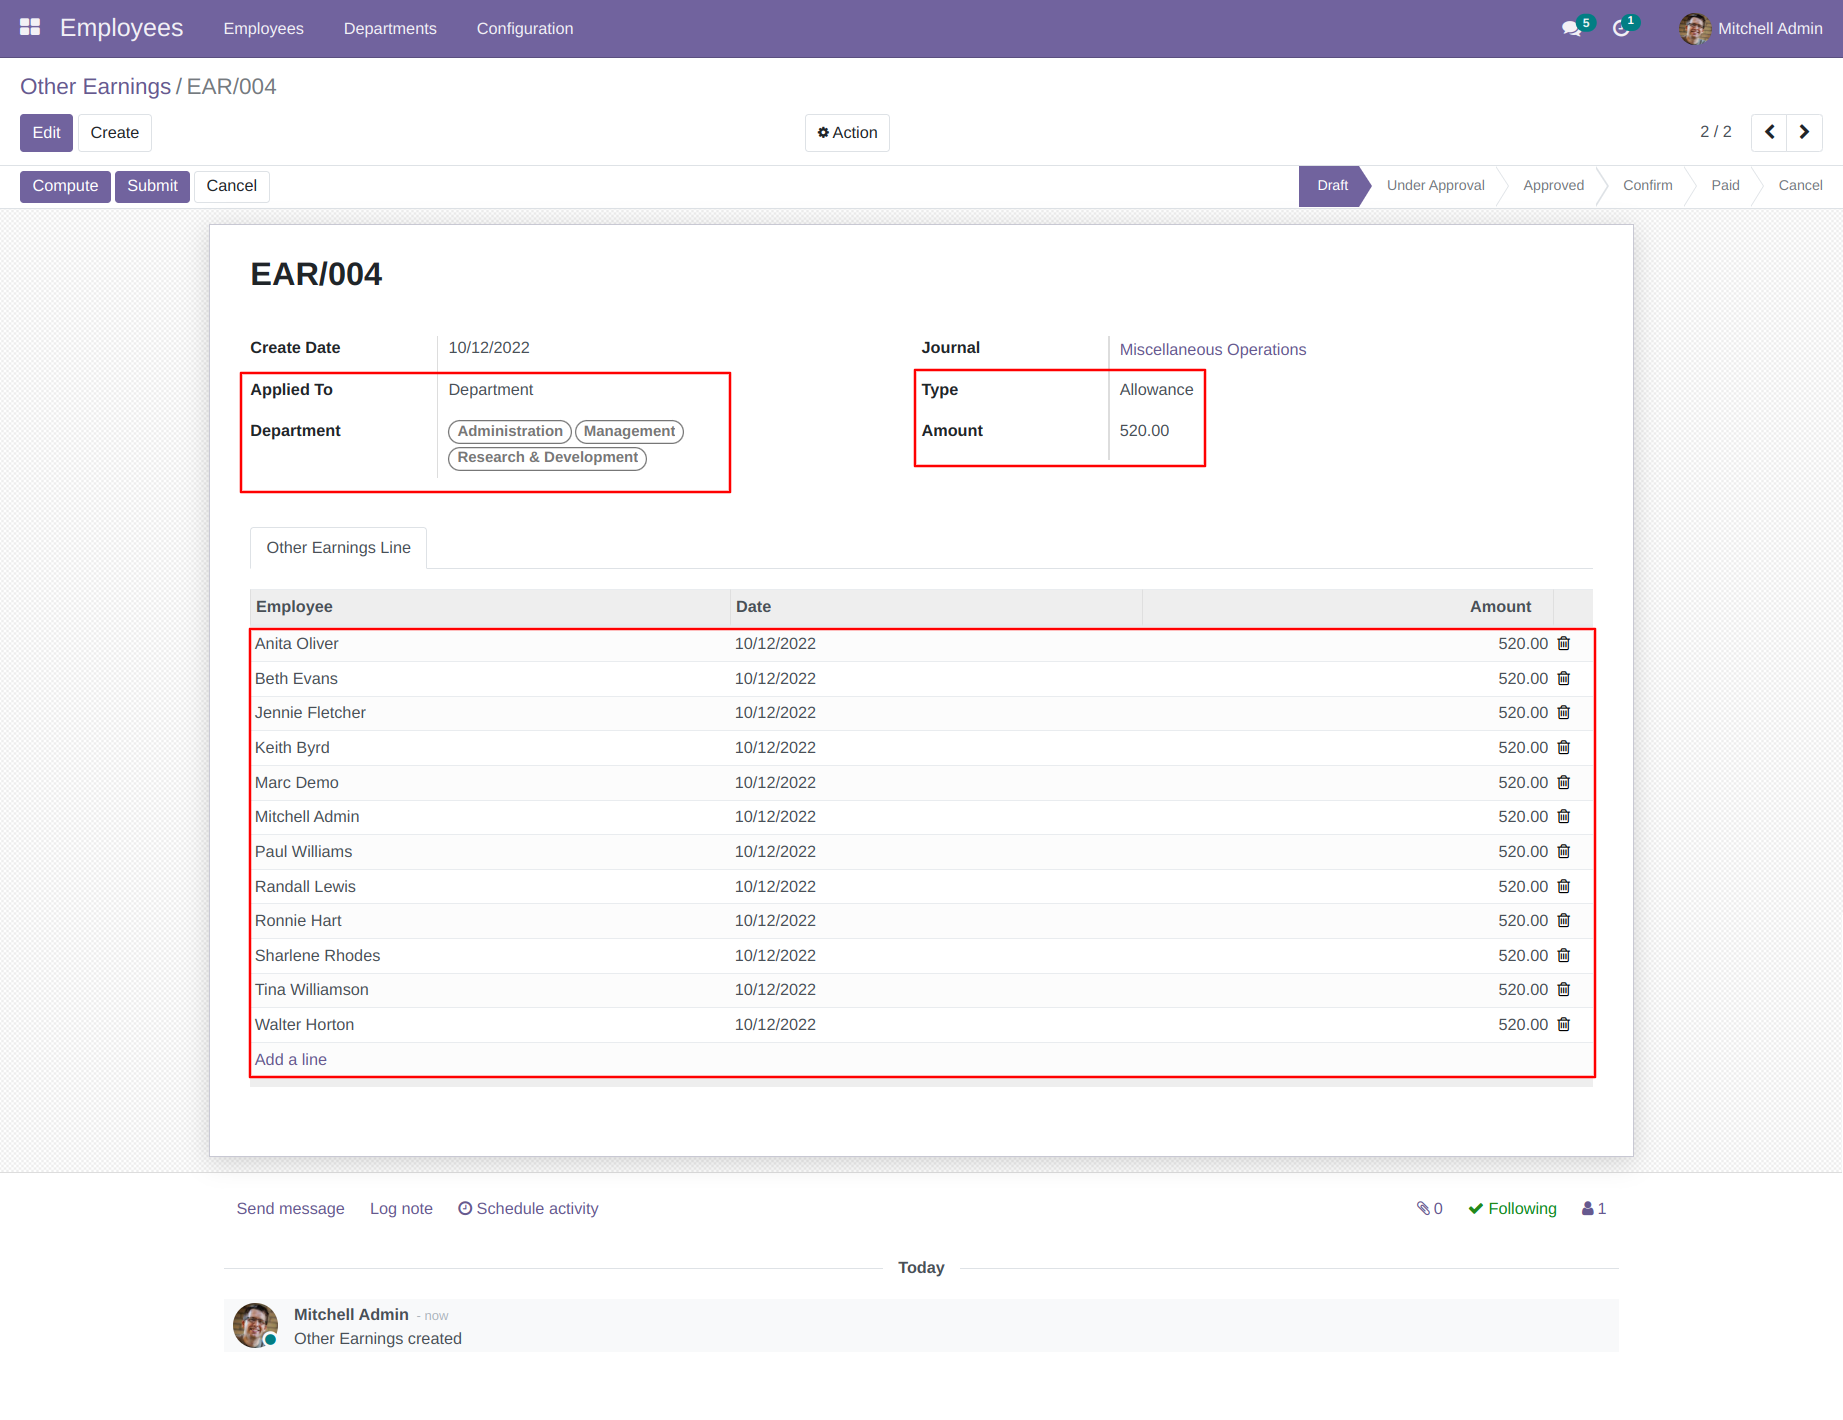 Employees Employees Departments Configuration 5 1 Mitchell Admin
Other Earnings / EAR/004
Edit Create Action 2 / 2
Compute Submit Cancel Draft Under Approval Approved Confirm Paid Cancel
EAR/004
Create Date 10/12/2022 Journal Miscellaneous Operations
Applied To Department Type Allowance
Department Administration Management Amount 520.00
Research & Development
Other Earnings Line
Employee Date Amount
Anita Oliver 10/12/2022 520.00
Beth Evans 10/12/2022 520.00
Jennie Fletcher 10/12/2022 520.00
Keith Byrd 10/12/2022 520.00
Marc Demo 10/12/2022 520.00
Mitchell Admin 10/12/2022 520.00
Paul Williams 10/12/2022 520.00
Randall Lewis 10/12/2022 520.00
Ronnie Hart 10/12/2022 520.00
Sharlene Rhodes 10/12/2022 520.00
Tina Williamson 10/12/2022 520.00
Walter Horton 10/12/2022 520.00
Add a line
Send message Log note Schedule activity 0 Following 1
Today
Mitchell Admin - now
Other Earnings created